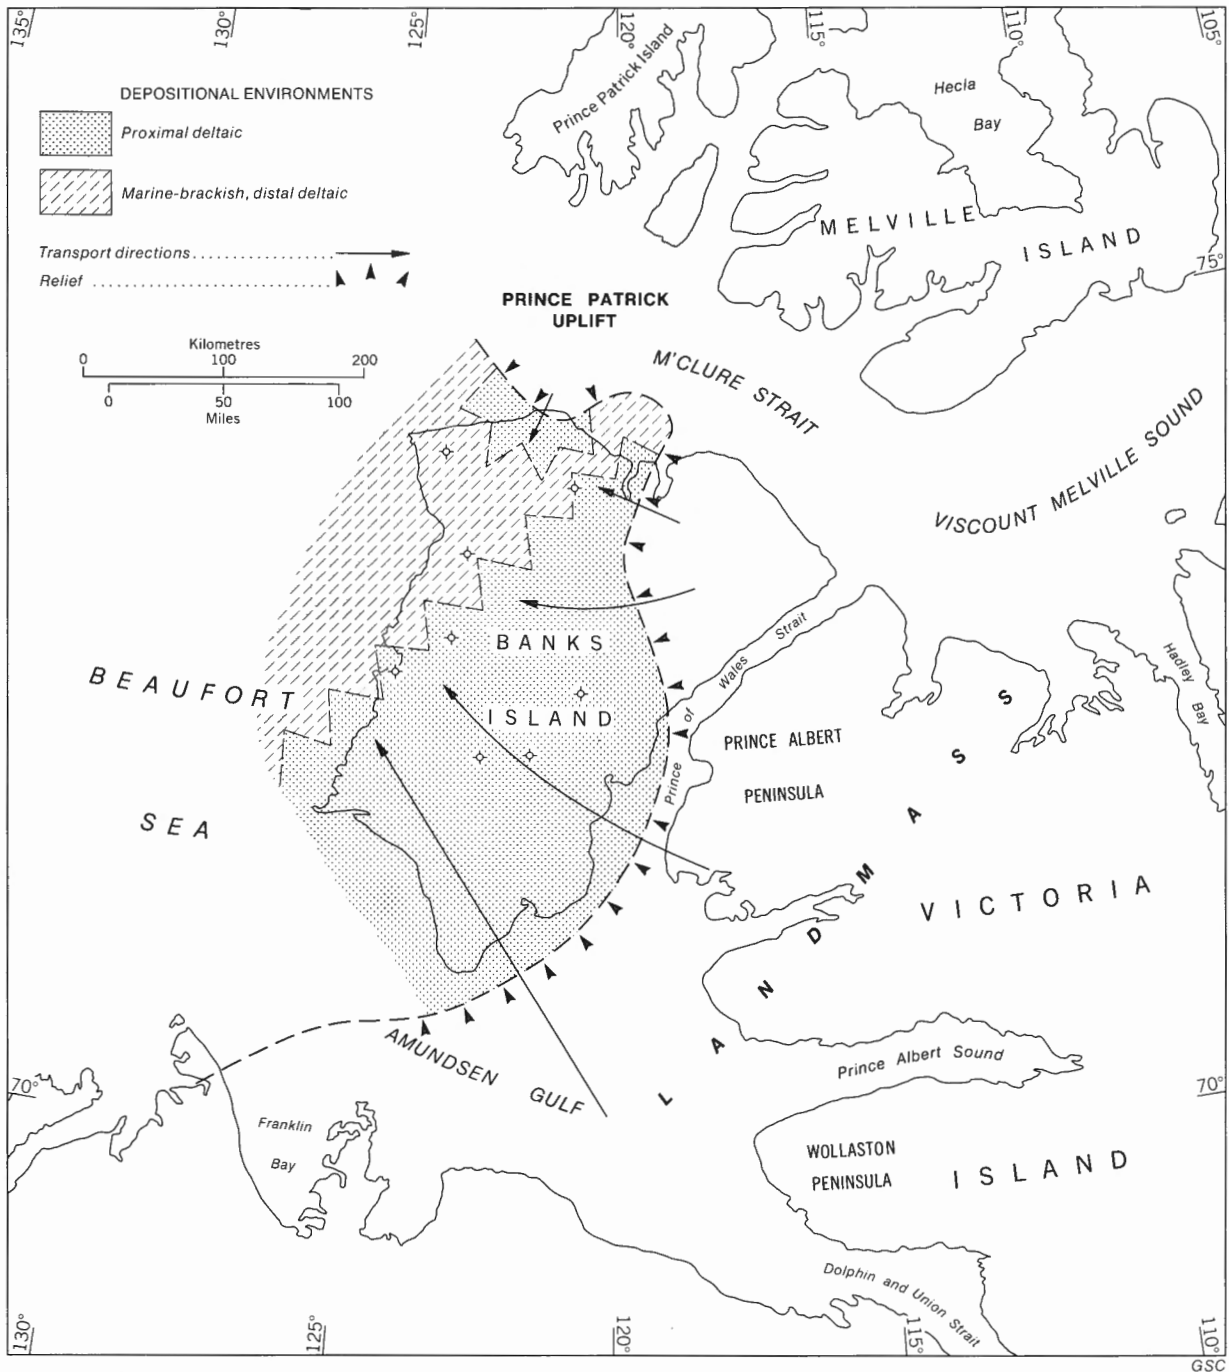 135°
130°
125°
120°
115°
110°
105°
DEPOSITIONAL ENVIRONMENTS
Proximal deltaic
Marine-brackish, distal deltaic
Transport directions
Relief
Kilometres
0 100 200
0 50 100
Miles
Prince Patrick Island
Hecla
Bay
MELVILLE
ISLAND
75°
PRINCE PATRICK
UPLIFT
M'CLURE STRAIT
VISCOUNT MELVILLE SOUND
BANKS
ISLAND
BEAUFORT
SEA
Prince of Wales Strait
PRINCE ALBERT
PENINSULA
Hadley
Bay
LANDMASS
VICTORIA
ISLAND
Prince Albert Sound
AMUNDSEN
GULF
70°
70°
Franklin
Bay
WOLLASTON
PENINSULA
Dolphin and Union Strait
130°
125°
120°
115°
110°
GSC